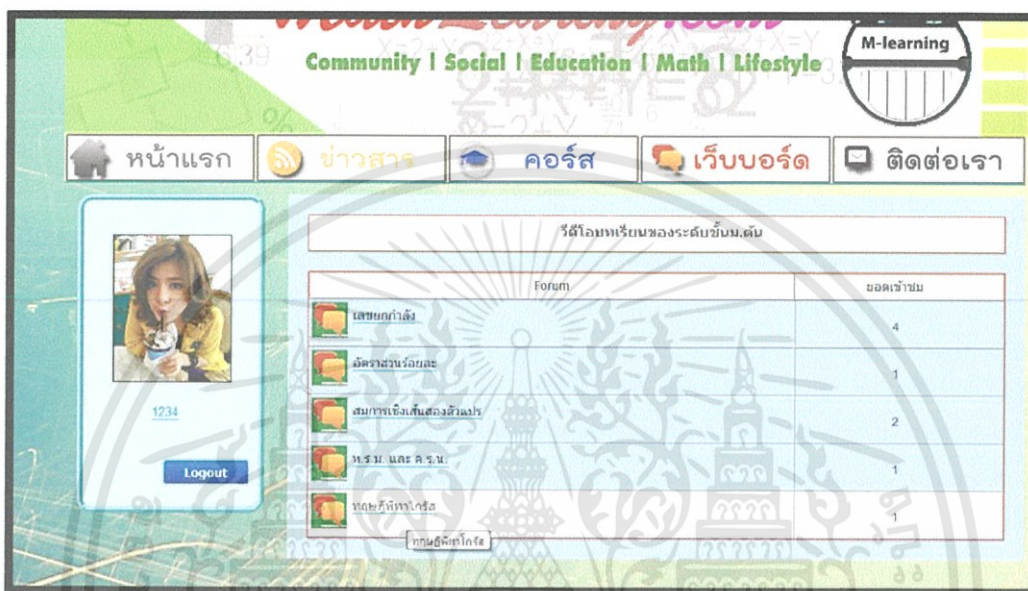 Community | Social | Education | Math | Lifestyle
M-learning
หน้าแรก
ข่าวสาร
คอร์ส
เว็บบอร์ด
ติดต่อเรา
วีดีโอบทเรียนของระดับชั้นม.ต้น
Forum
ยอดเข้าชม
เลขยกกำลัง
4
อัตราส่วนร้อยละ
1
1234
สมการเชิงเส้นสองตัวแปร
2
ห.ร.ม. และ ค.ร.น.
1
Logout
ทฤษฎีพีทาโกรัส
1
ทฤษฎีพีทาโกรัส